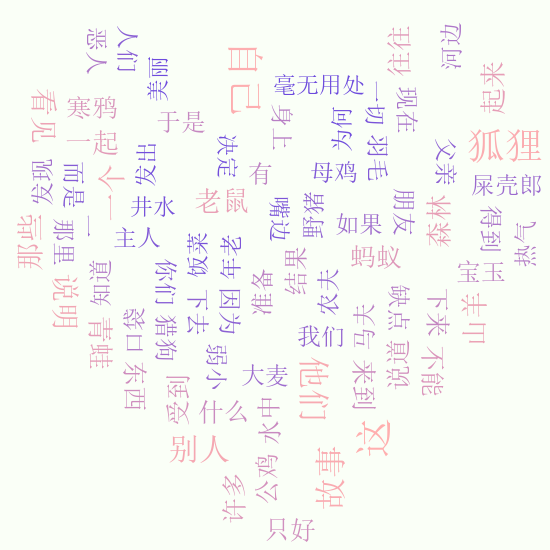 恶人
人们
美丽
自己
往往
河边
毫无用处
起来
看见
寒鸦
于是
身上
为何
一切
现在
一起
狐狸
发现
而是
一个
发出
决定
有
母鸡
羽毛
父亲
屎壳郎
那些
那里
一
井水
老鼠
嘴边
野猪
朋友
森林
得到
气愤
主人
如果
说明
知道
你们
菜饭
老牛
结果
蚂蚁
宝玉
准备
农夫
青蛙
袋口
猎狗
下去
因为
我们
马夫
缺点
下来
山羊
东西
弱小
大麦
他们
来到
道说
不能
受到
什么
水中
别人
这
公鸡
故事
许多
只好